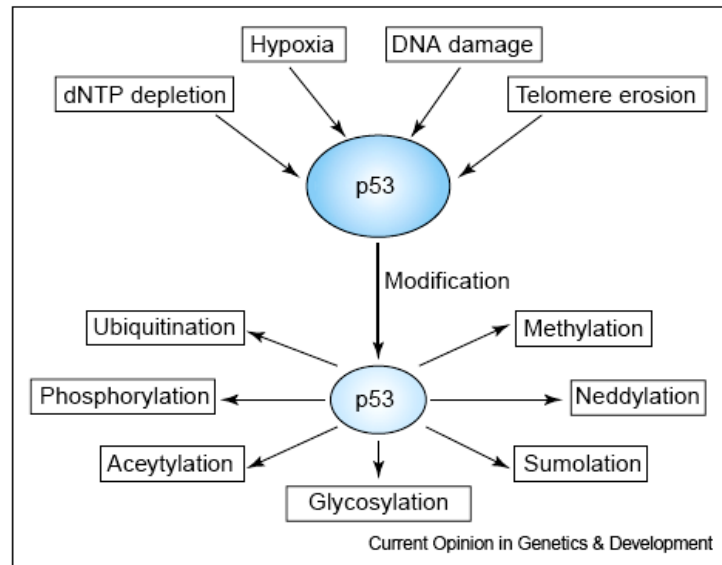 Hypoxia
DNA damage
dNTP depletion
Telomere erosion
p53
Modification
Ubiquitination
Methylation
Phosphorylation
p53
Neddylation
Aceytylation
Sumolation
Glycosylation
Current Opinion in Genetics & Development